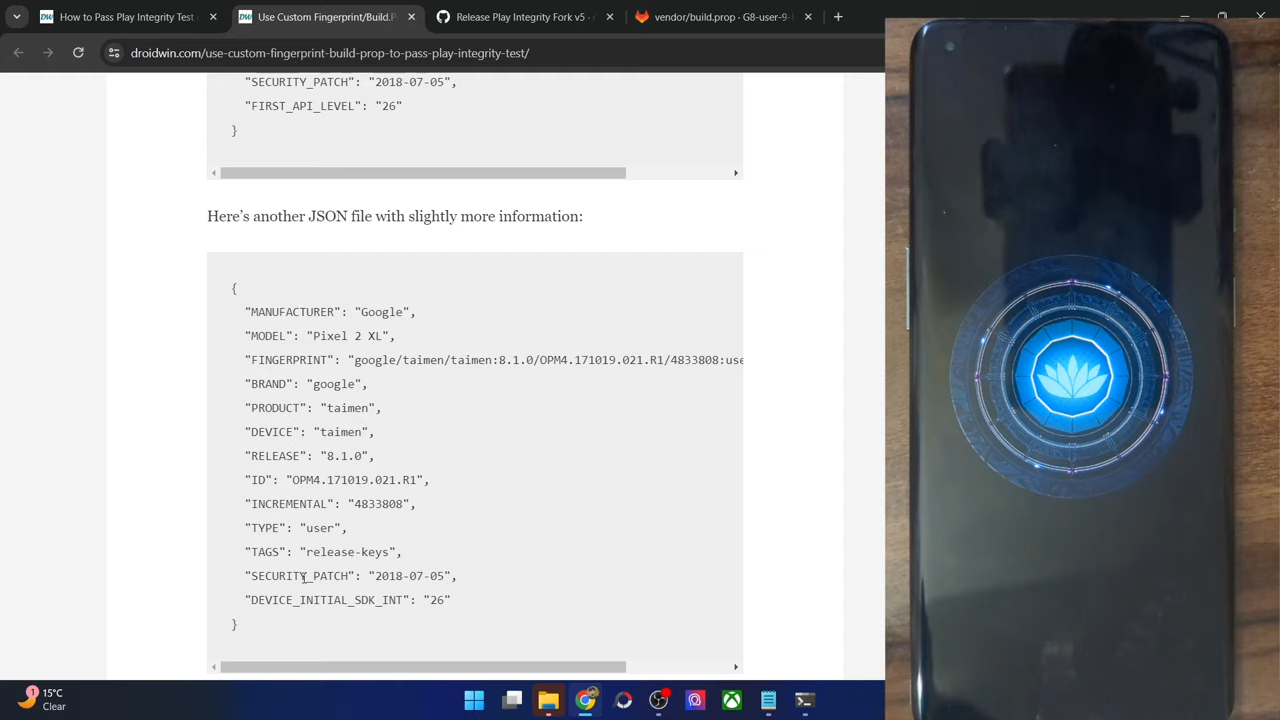 How to Pass Play Integrity Test
Use Custom Fingerprint/Build.P
Release Play Integrity Fork v5
vendor/build.prop · G8-user-9-
droidwin.com/use-custom-fingerprint-build-prop-to-pass-play-integrity-test/
"SECURITY_PATCH": "2018-07-05",
"FIRST_API_LEVEL": "26"
}
Here's another JSON file with slightly more information:
{
"MANUFACTURER": "Google",
"MODEL": "Pixel 2 XL",
"FINGERPRINT": "google/taimen/taimen:8.1.0/OPM4.171019.021.R1/4833808:use
"BRAND": "google",
"PRODUCT": "taimen",
"DEVICE": "taimen",
"RELEASE": "8.1.0",
"ID": "OPM4.171019.021.R1",
"INCREMENTAL": "4833808",
"TYPE": "user",
"TAGS": "release-keys",
"SECURITY_PATCH": "2018-07-05",
"DEVICE_INITIAL_SDK_INT": "26"
}
1
15°C
Clear